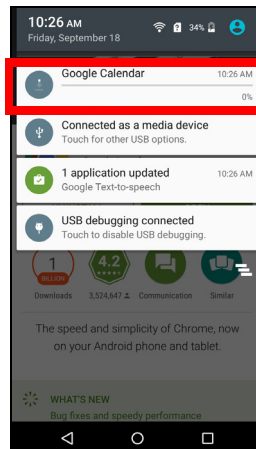 10:26 AM
34%
Friday, September 18
Google Calendar
10:26 AM
0%
Connected as a media device
Touch for other USB options.
1 application updated
10:26 AM
Google Text-to-speech
USB debugging connected
Touch to disable USB debugging.
1
BILLION
4.2
Downloads
3,524,647
Communication
Similar
The speed and simplicity of Chrome, now
on your Android phone and tablet.
WHAT'S NEW
Bug fixes and speedy performance